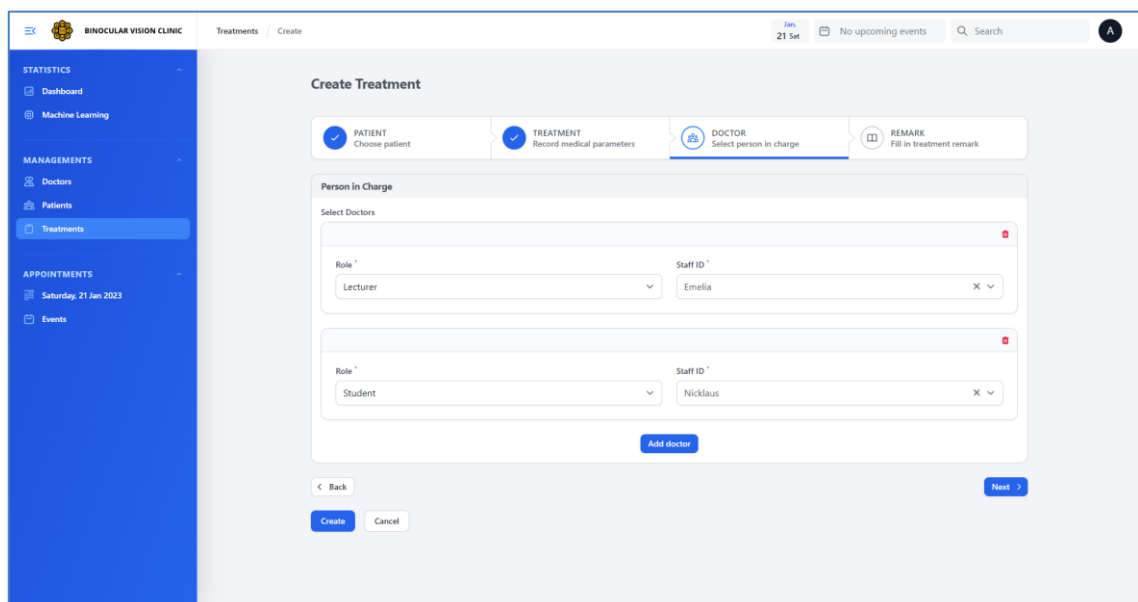 BINOCULAR VISION CLINIC
Treatments / Create
Jan.
21 Sat
No upcoming events
Search
A
STATISTICS
Dashboard
Machine Learning
MANAGEMENTS
Doctors
Patients
Treatments
APPOINTMENTS
Saturday, 21 Jan 2023
Events
Create Treatment
PATIENT
Choose patient
TREATMENT
Record medical parameters
DOCTOR
Select person in charge
REMARK
Fill in treatment remark
Person in Charge
Select Doctors
Role *
Staff ID *
Lecturer
Emelia
Role *
Staff ID *
Student
Nicklaus
Add doctor
Back
Next
Create
Cancel